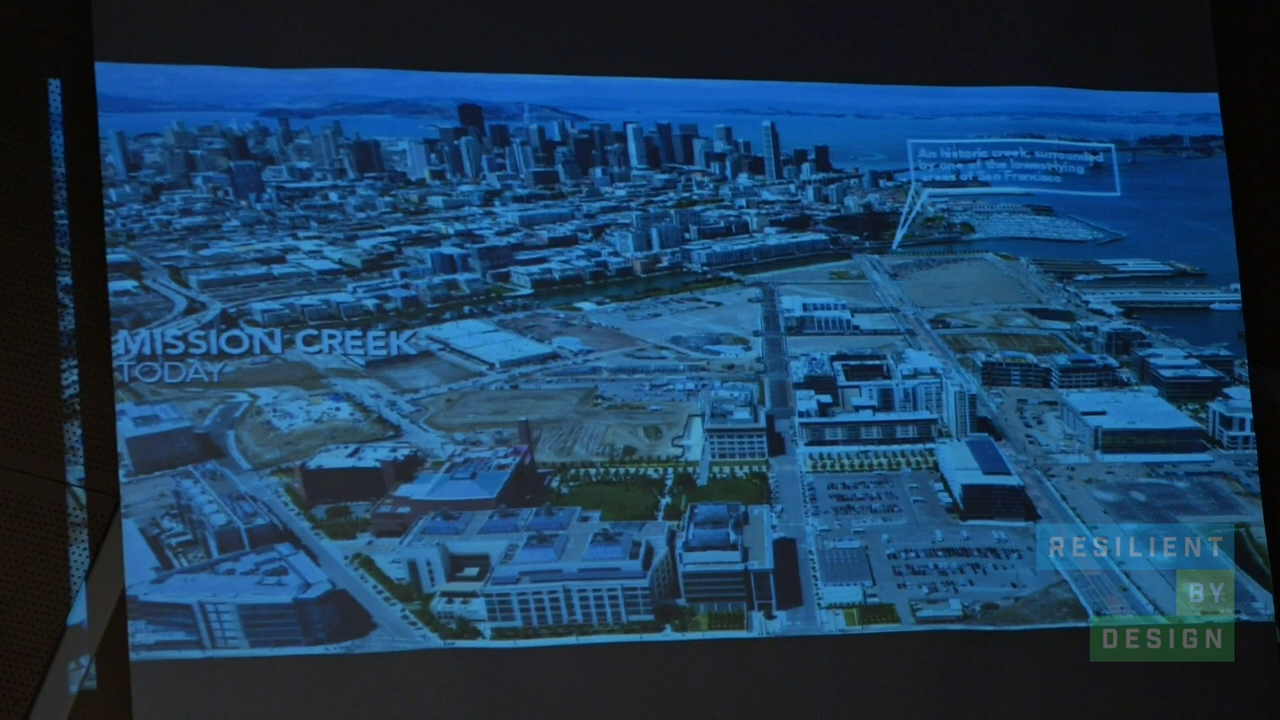 An historic creek, surrounded
by one of the lowest-lying
areas of San Francisco
MISSION CREEK
TODAY
RESILIENT
BY
DESIGN